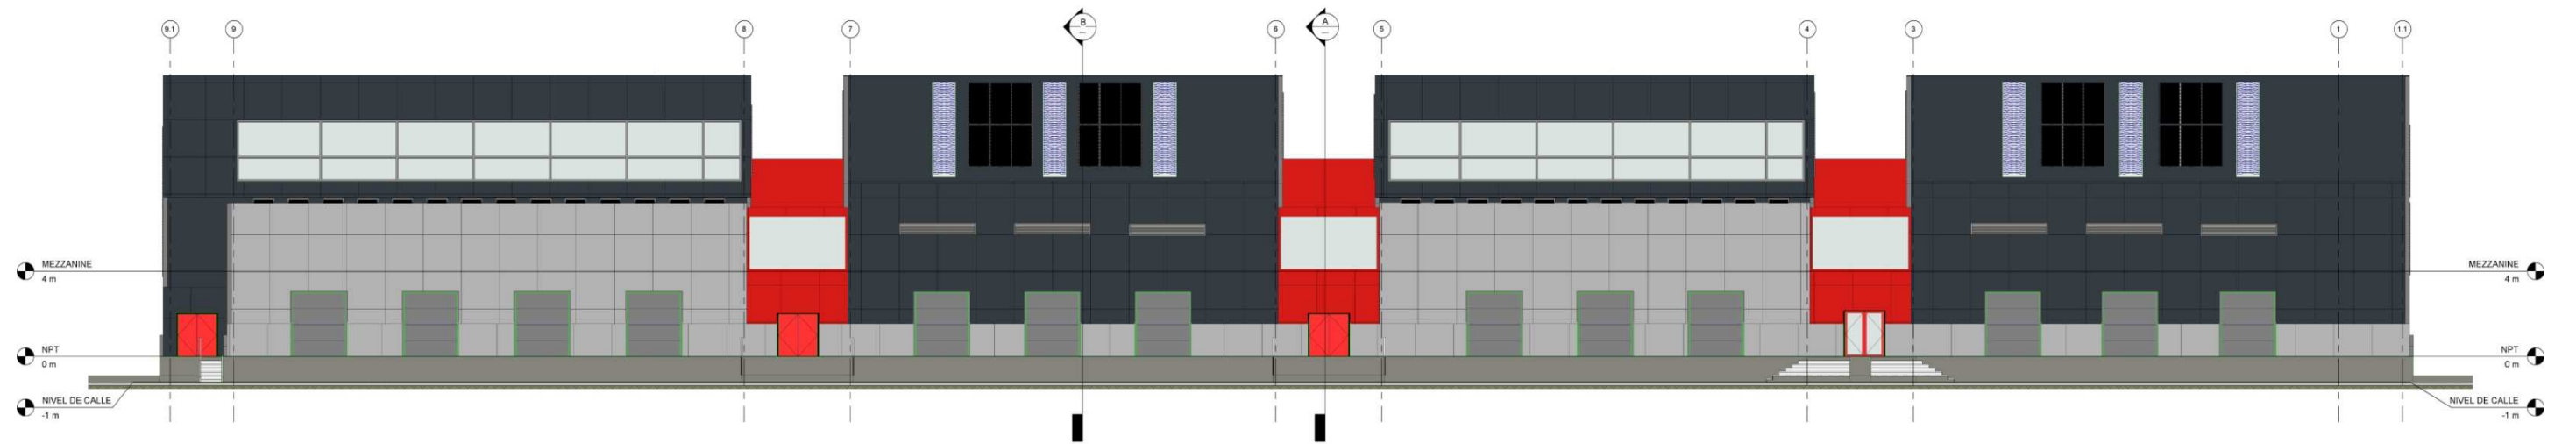 9.1
9
8
7
B
6
A
5
4
3
1
1.1
MEZZANINE
4 m
MEZZANINE
4 m
NPT
0 m
NPT
0 m
NIVEL DE CALLE
-1 m
NIVEL DE CALLE
-1 m